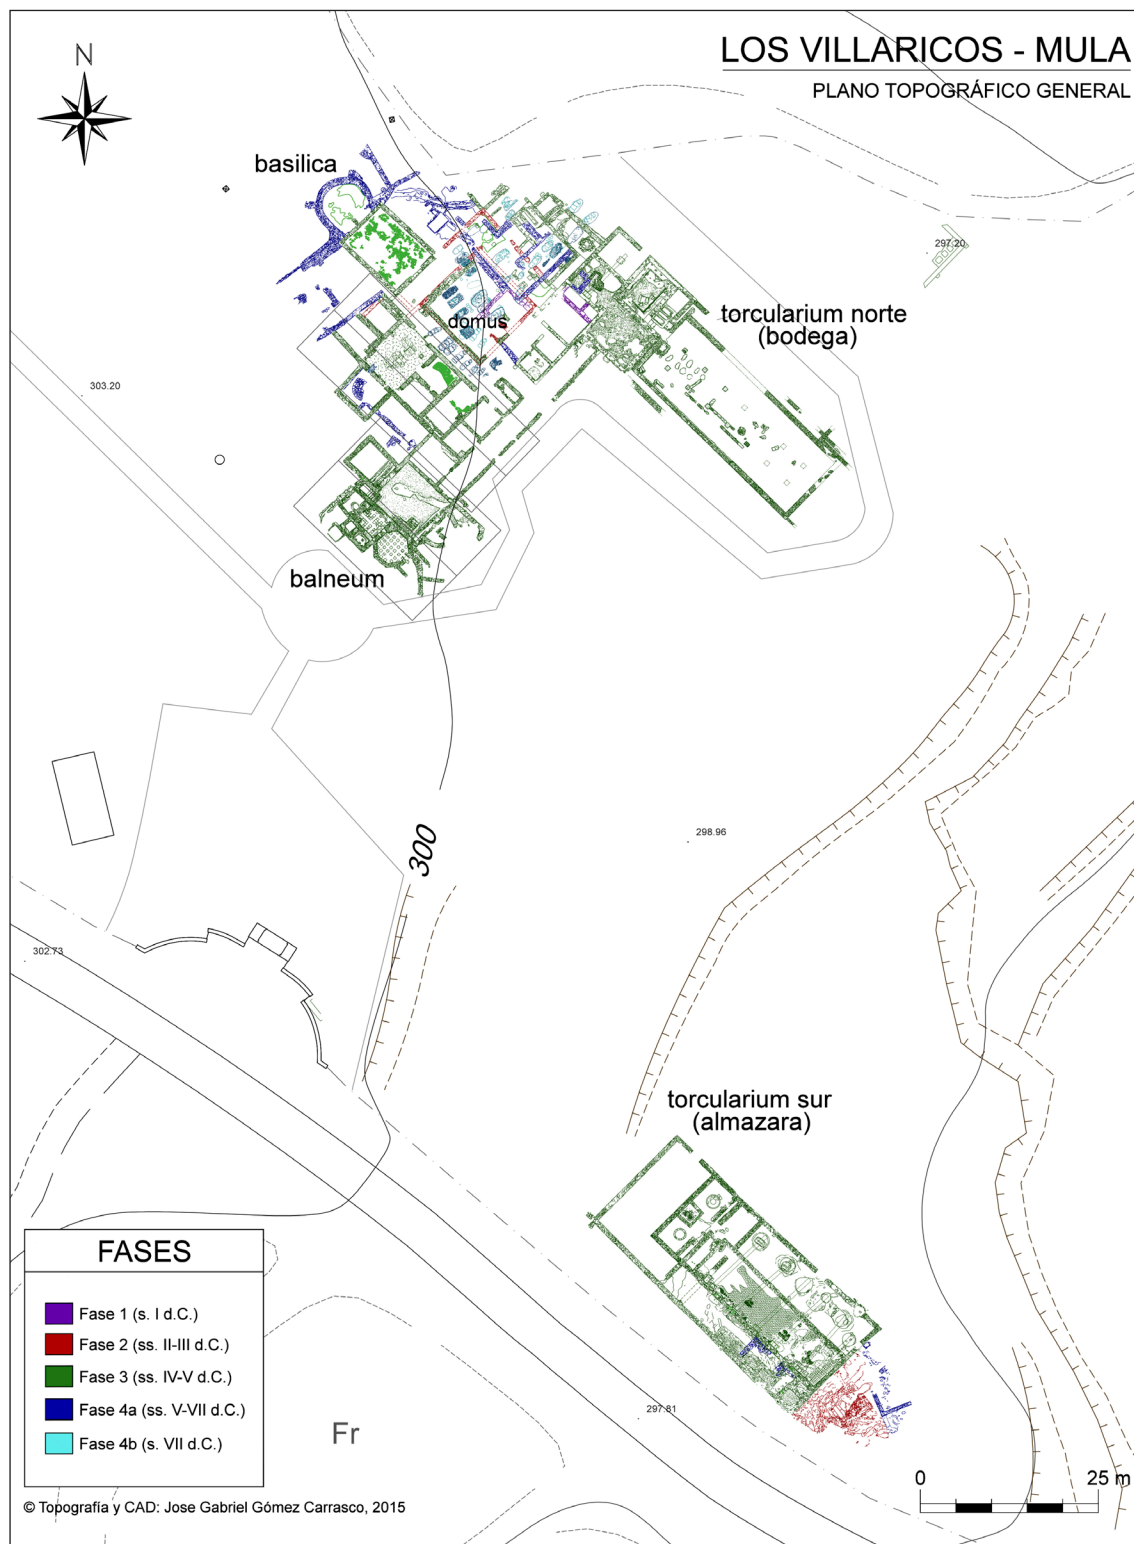 LOS VILLARICOS - MULA
PLANO TOPOGRÁFICO GENERAL
N
basilica
297.20
torcularium norte
(bodega)
domus
303.20
balneum
300
298.96
302.73
torcularium sur
(almazara)
FASES
Fase 1 (s. I d.C.)
Fase 2 (ss. II-III d.C.)
Fase 3 (ss. IV-V d.C.)
Fase 4a (ss. V-VII d.C.)
Fase 4b (s. VII d.C.)
297.81
Fr
0 25 m
© Topografía y CAD: Jose Gabriel Gómez Carrasco, 2015